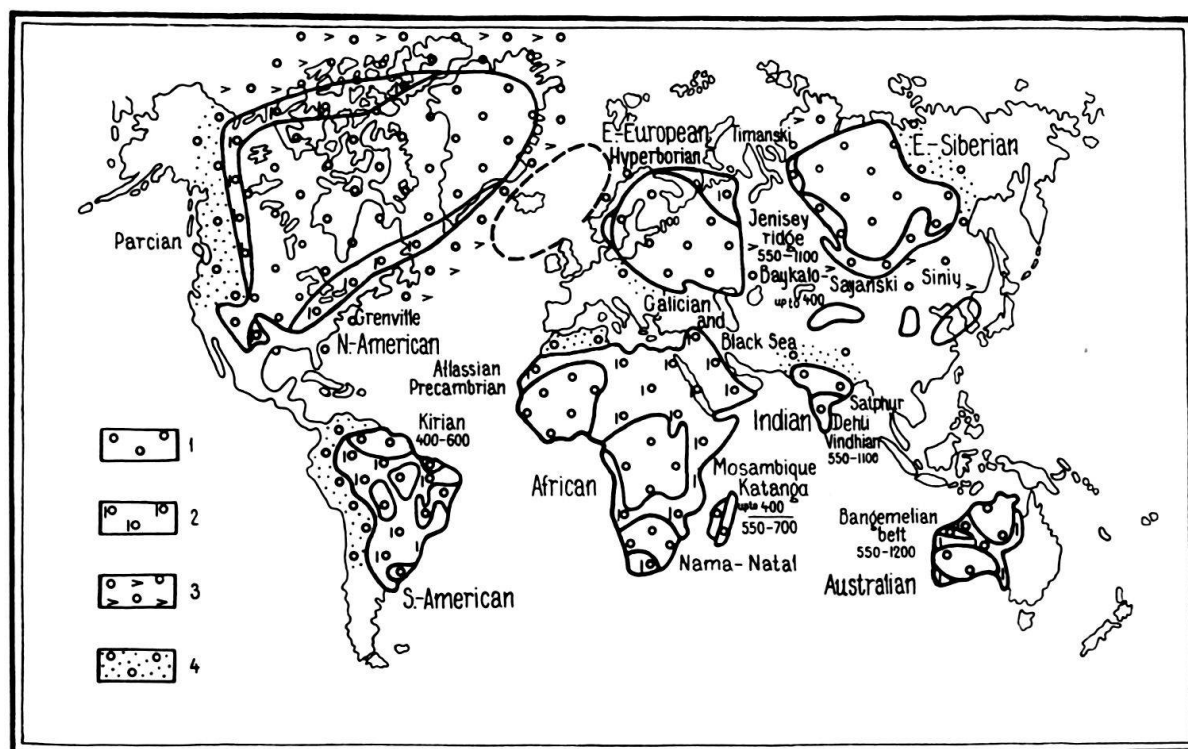 E.-European
Hyperborian
Timanski
E-Siberian
Parcian
Jenisey
ridge
550-1100
Baykalo-
Sajanski
up to 400
Siniy
Grenville
N-American
Galician
and
Black Sea
Atlassian
Precambrian
Kirian
400-600
Indian
Satphur
Dehli
Vindhian
550-1100
African
Mosambique
Katanga
up to 400
550-700
Nama-Natal
Bangemelian
belt
550-1200
Australian
S.-American
1
2
3
4